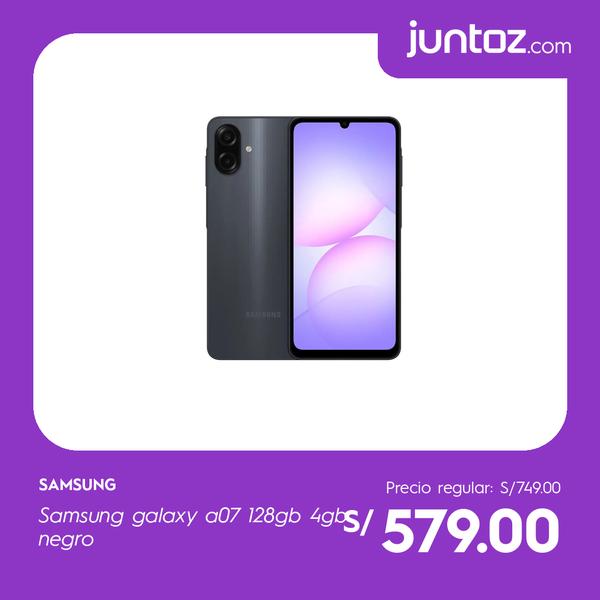 juntoz.com
SAMSUNG
SAMSUNG
Precio regular: S/749.00
Samsung galaxy a07 128gb 4gb
negro
S/ 579.00